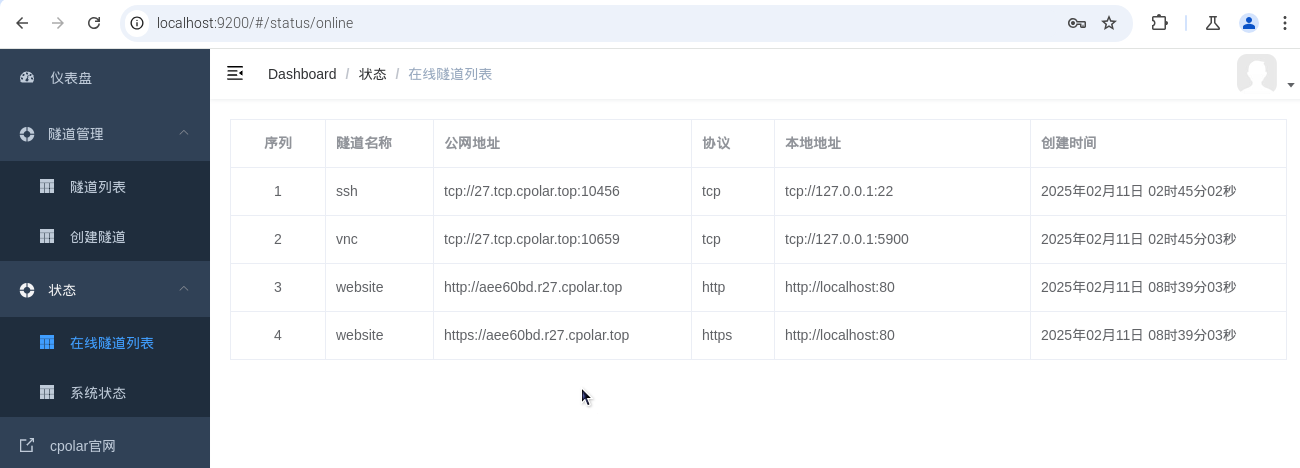 localhost:9200/#/status/online
仪表盘
隧道管理
隧道列表
创建隧道
状态
在线隧道列表
系统状态
cpolar官网
Dashboard / 状态 / 在线隧道列表
序列 隧道名称 公网地址 协议 本地地址 创建时间
1 ssh tcp://27.tcp.cpolar.top:10456 tcp tcp://127.0.0.1:22 2025年02月11日 02时45分02秒
2 vnc tcp://27.tcp.cpolar.top:10659 tcp tcp://127.0.0.1:5900 2025年02月11日 02时45分03秒
3 website http://aee60bd.r27.cpolar.top http http://localhost:80 2025年02月11日 08时39分03秒
4 website https://aee60bd.r27.cpolar.top https http://localhost:80 2025年02月11日 08时39分03秒